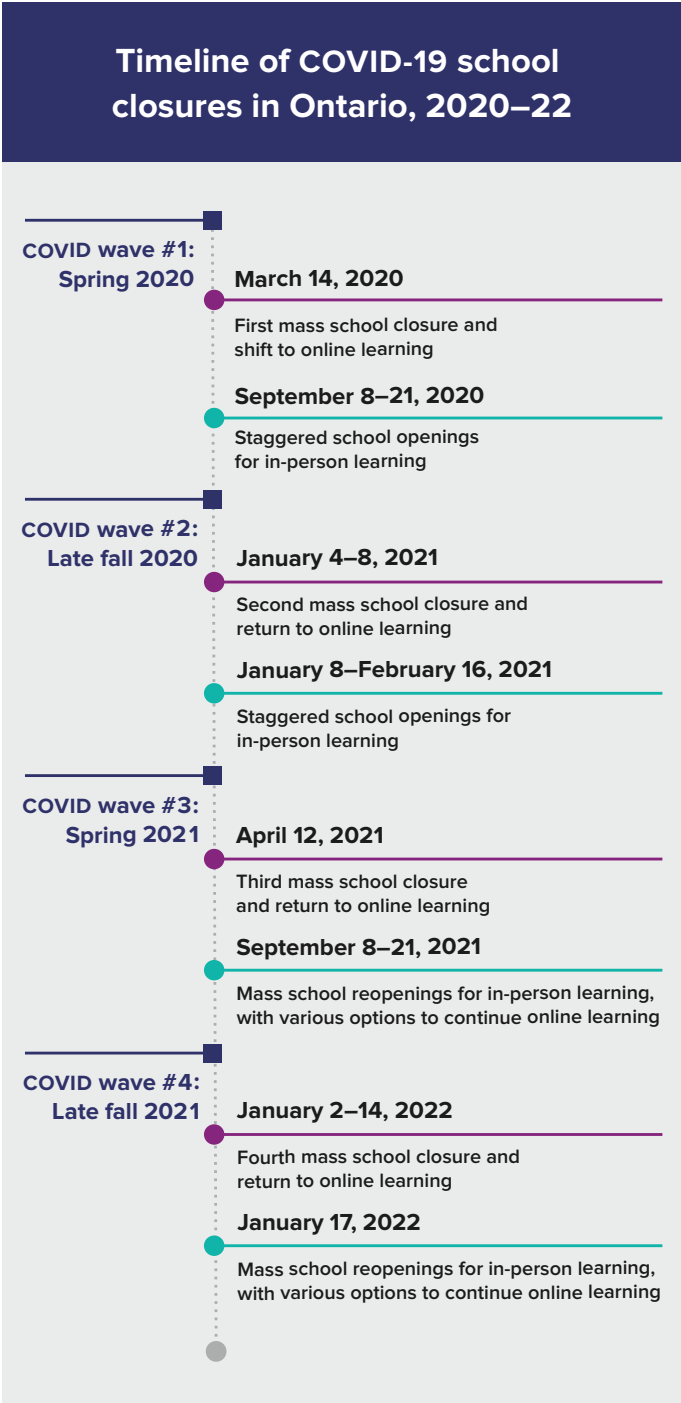 Timeline of COVID-19 school
closures in Ontario, 2020–22
COVID wave #1:
Spring 2020
March 14, 2020
First mass school closure and
shift to online learning
September 8–21, 2020
Staggered school openings
for in-person learning
COVID wave #2:
Late fall 2020
January 4–8, 2021
Second mass school closure and
return to online learning
January 8–February 16, 2021
Staggered school openings for
in-person learning
COVID wave #3:
Spring 2021
April 12, 2021
Third mass school closure
and return to online learning
September 8–21, 2021
Mass school reopenings for in-person learning,
with various options to continue online learning
COVID wave #4:
Late fall 2021
January 2–14, 2022
Fourth mass school closure and
return to online learning
January 17, 2022
Mass school reopenings for in-person learning,
with various options to continue online learning